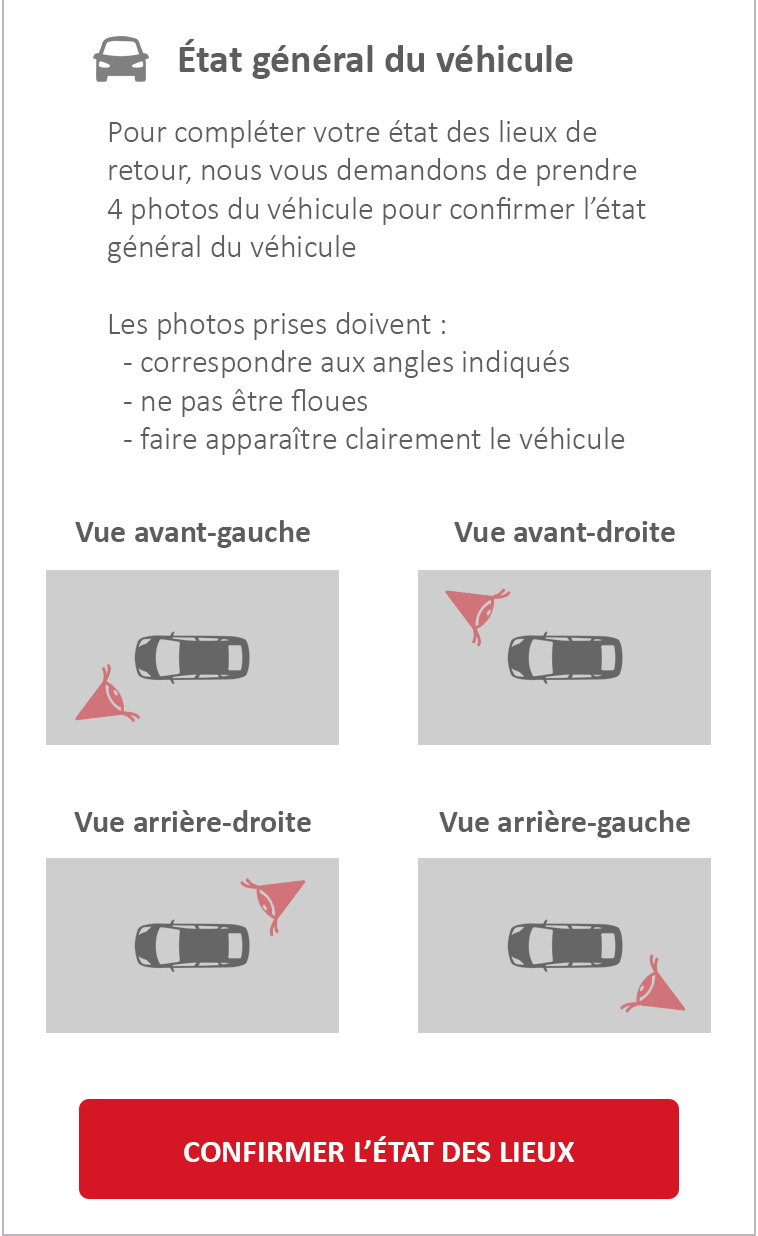 État général du véhicule
Pour compléter votre état des lieux de
retour, nous vous demandons de prendre
4 photos du véhicule pour confirmer l’état
général du véhicule
Les photos prises doivent :
- correspondre aux angles indiqués
- ne pas être floues
- faire apparaître clairement le véhicule
Vue avant-gauche
Vue avant-droite
Vue arrière-droite
Vue arrière-gauche
CONFIRMER L’ÉTAT DES LIEUX